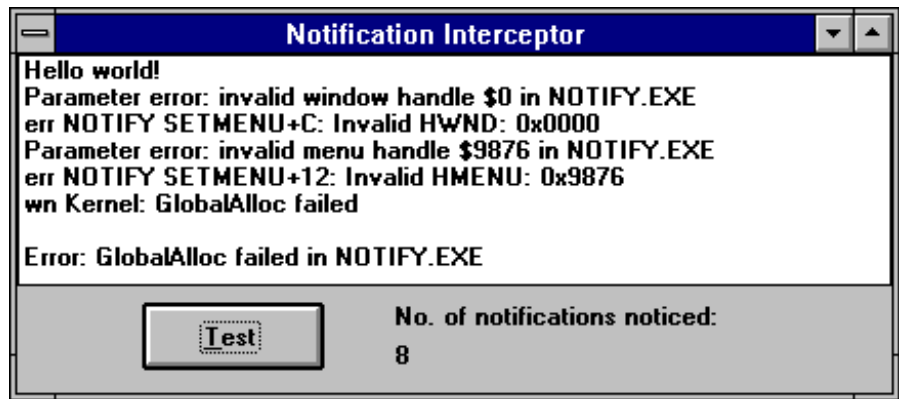 Notification Interceptor
Hello world!
Parameter error: invalid window handle $0 in NOTIFY.EXE
err NOTIFY SETMENU+C: Invalid HWND: 0x0000
Parameter error: invalid menu handle $9876 in NOTIFY.EXE
err NOTIFY SETMENU+12: Invalid HMENU: 0x9876
wn Kernel: GlobalAlloc failed
Error: GlobalAlloc failed in NOTIFY.EXE
Test
No. of notifications noticed:
8